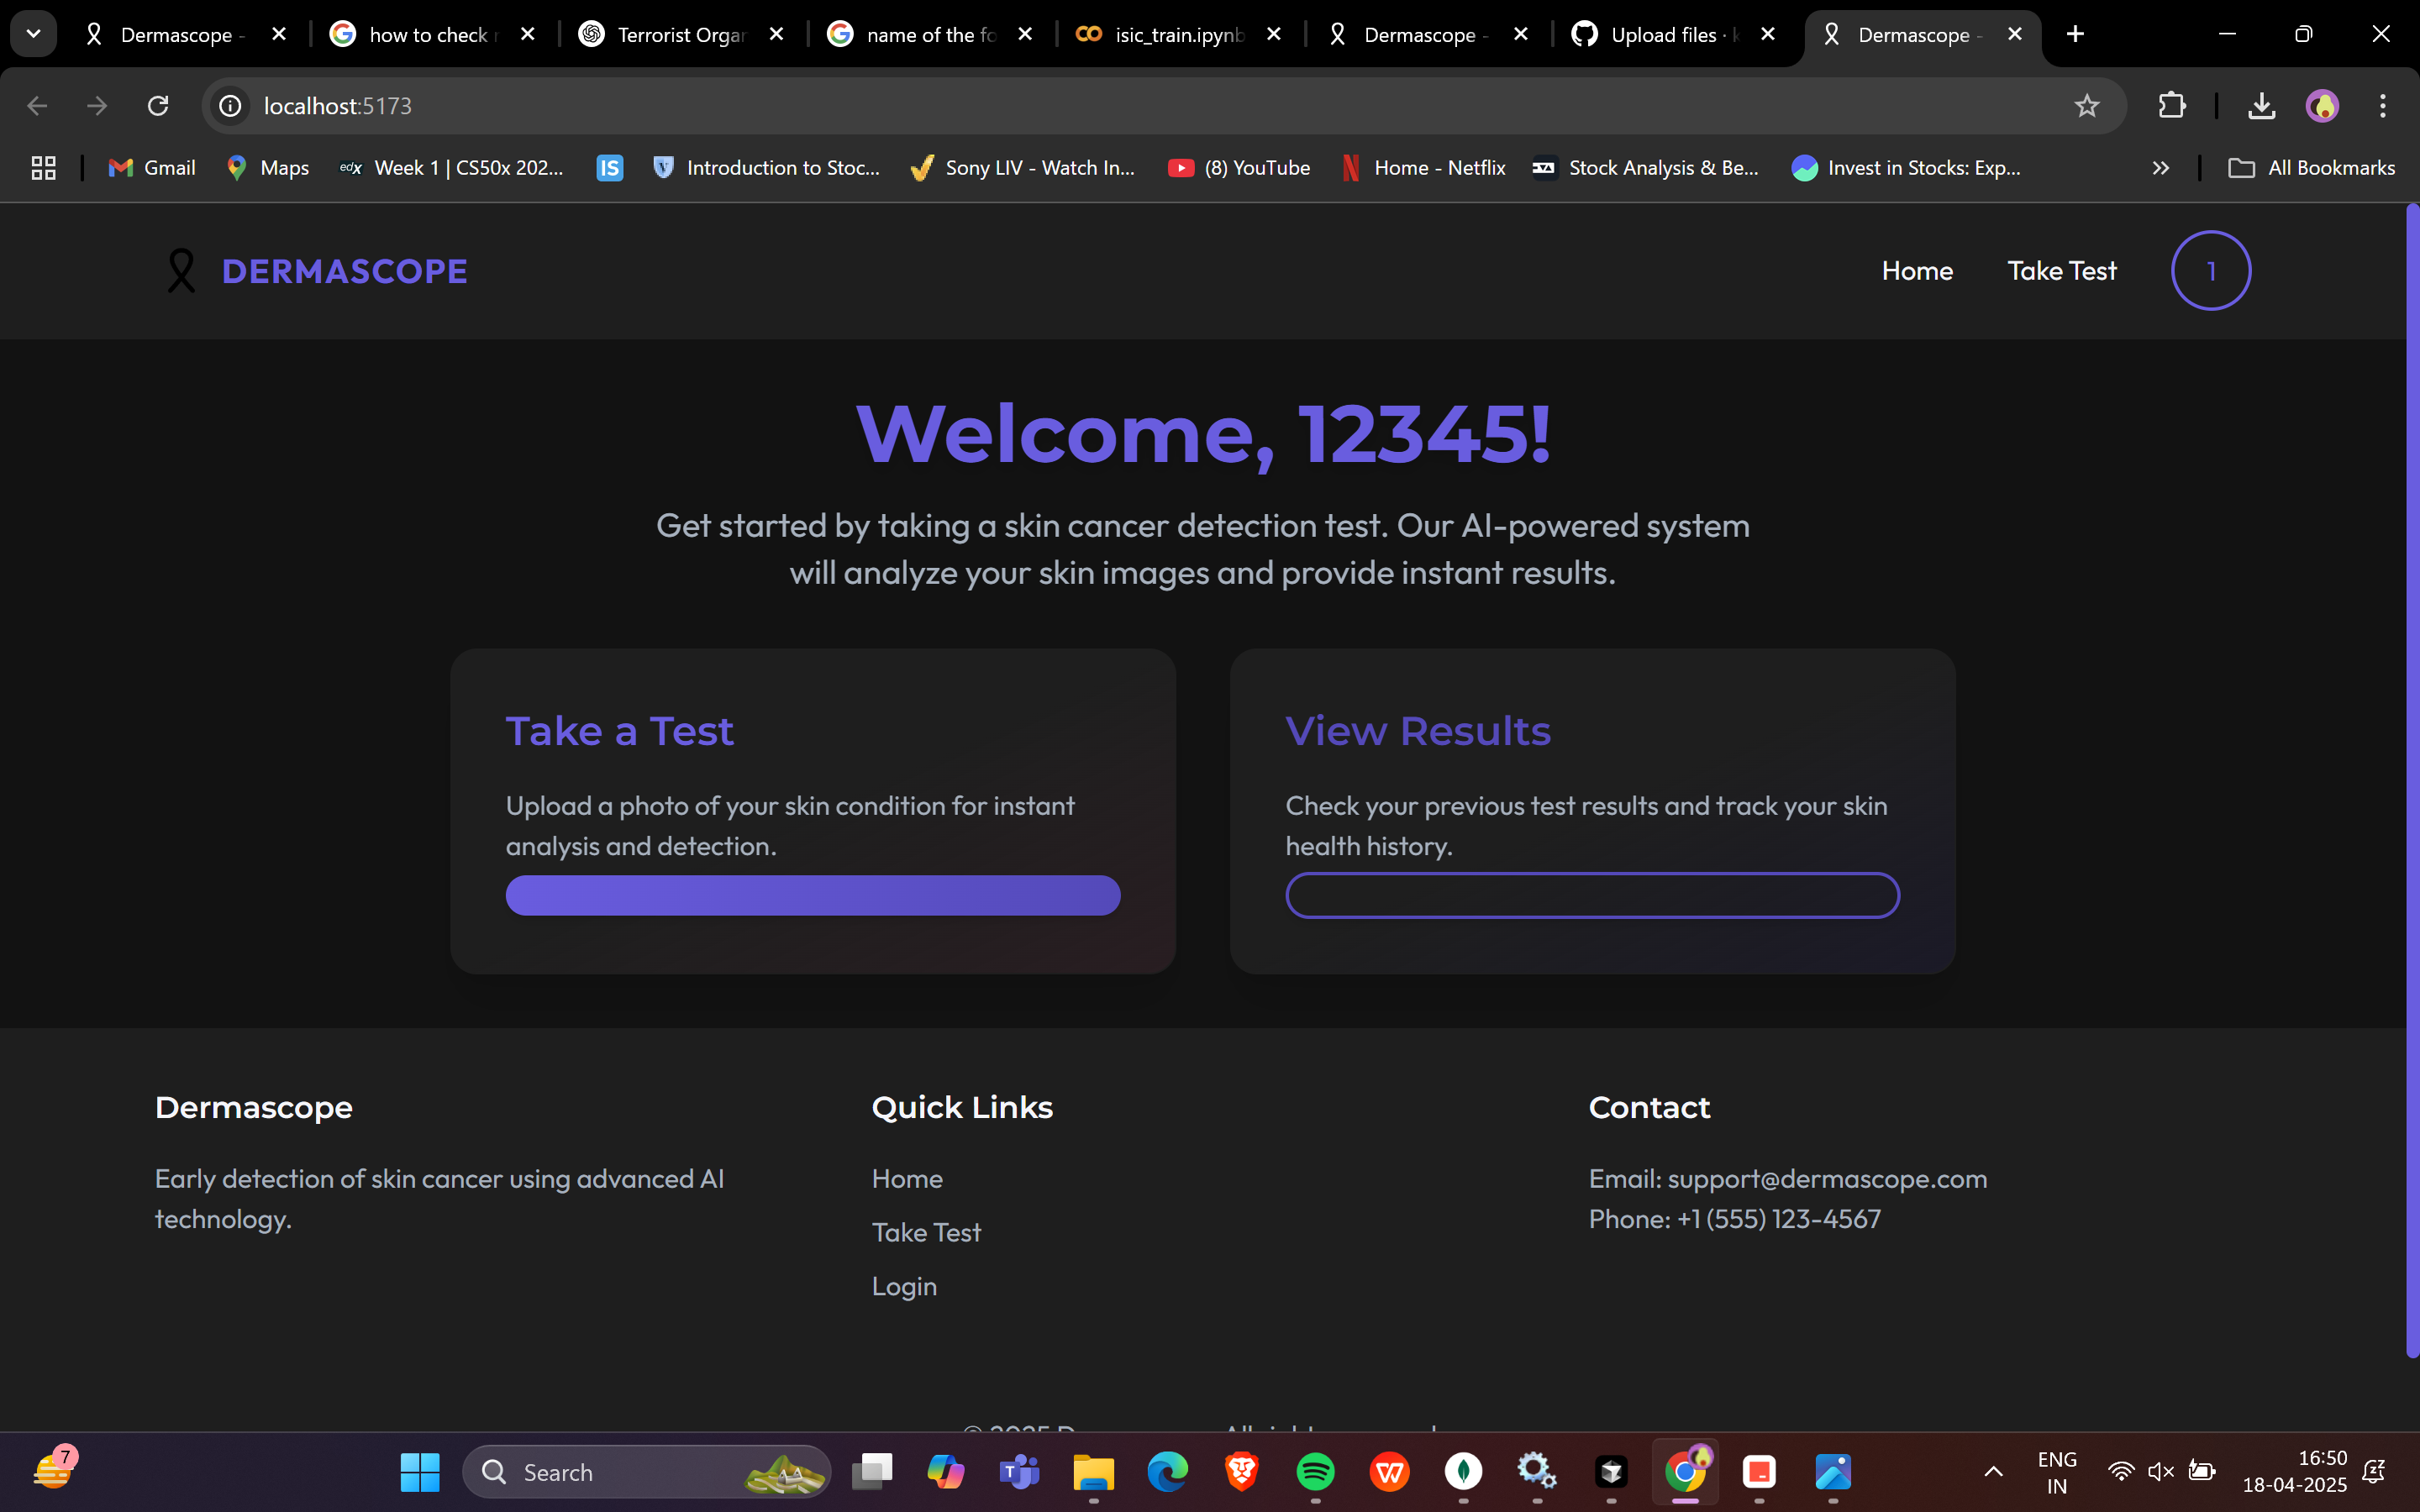 Dermascope -
how to check
Terrorist Organ
name of the fo
isic_train.ipynb
Dermascope -
Upload files ·
Dermascope -
localhost:5173
Gmail
Maps
edx
Week 1 | CS50x 202...
IS
Introduction to Stoc...
Sony LIV - Watch In...
(8) YouTube
Home - Netflix
Stock Analysis & Be...
Invest in Stocks: Exp...
All Bookmarks
DERMASCOPE
Home
Take Test
1
Welcome, 12345!
Get started by taking a skin cancer detection test. Our AI-powered system
will analyze your skin images and provide instant results.
Take a Test
Upload a photo of your skin condition for instant
analysis and detection.
View Results
Check your previous test results and track your skin
health history.
Dermascope
Early detection of skin cancer using advanced AI
technology.
Quick Links
Home
Take Test
Login
Contact
Email: support@dermascope.com
Phone: +1 (555) 123-4567
7
Search
ENG
IN
16:50
18-04-2025